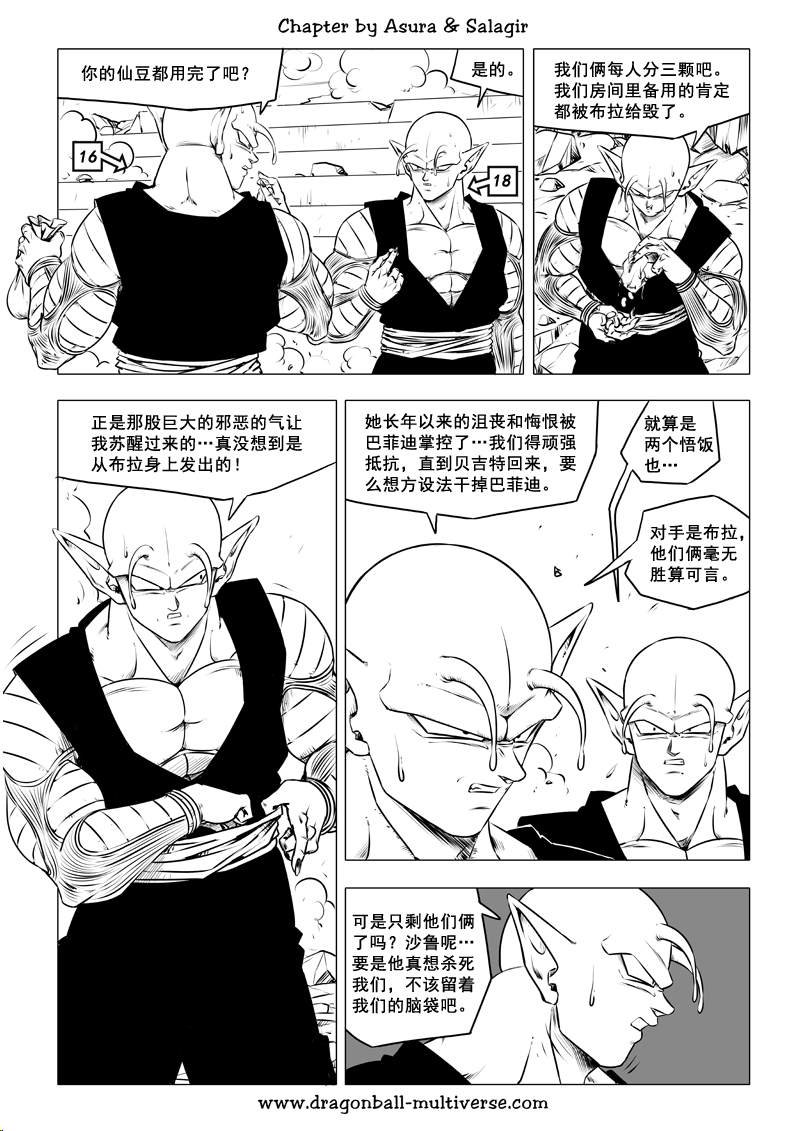 Chapter by Asura & Salagir
你的仙豆都用完了吧？
是的。
16
18
我们俩每人分三颗吧。
我们房间里备用的肯定
都被布拉给毁了。
正是那股巨大的邪恶的气让
我苏醒过来的…真没想到是
从布拉身上发出的！
她长年以来的沮丧和悔恨被
巴菲迪掌控了…我们得顽强
抵抗，直到贝吉特回来，要
么想方设法干掉巴菲迪。
就算是
两个悟饭
也…
对手是布拉，
他们俩毫无
胜算可言。
可是只剩他们俩
了吗？沙鲁呢…
要是他真想杀死
我们，不该留着
我们的脑袋吧。
www.dragonball-multiverse.com